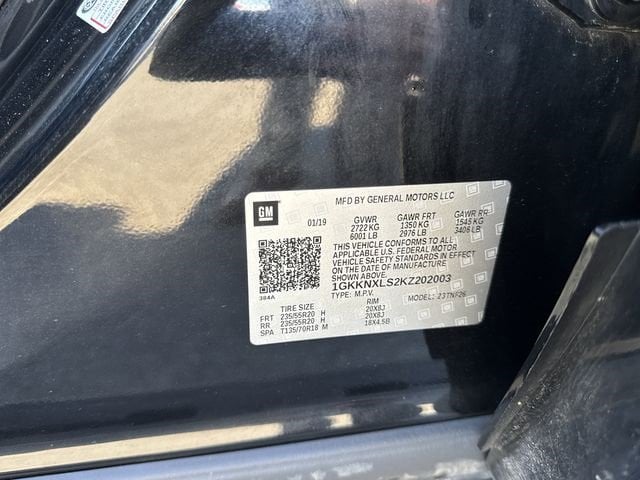 MFD BY GENERAL MOTORS LLC
GM
01/19 GVWR GAWR FRT GAWR RR
2722 KG 1350 KG 1545 KG
6001 LB 2976 LB 3406 LB
THIS VEHICLE CONFORMS TO ALL
APPLICABLE U.S. FEDERAL MOTOR
VEHICLE SAFETY STANDARDS IN EFFECT
ON THE DATE OF MANUFACTURE
SHOWN ABOVE.
1GKKNXLS2KZ202003
384A TYPE: M.P.V. MODEL: 23TNF26
TIRE SIZE RIM
FRT 235/55R20 H 20X8J
RR 235/55R20 H 20X8J
SPA T135/70R18 M 18X4.5B